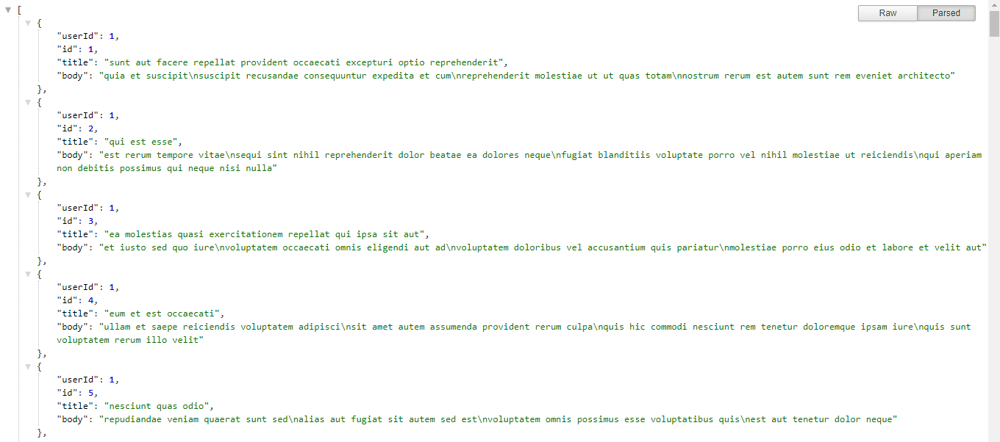 [
Raw Parsed
{
"userId": 1,
"id": 1,
"title": "sunt aut facere repellat provident occaecati excepturi optio reprehenderit",
"body": "quia et suscipit\nsuscipit recusandae consequuntur expedita et cum\nreprehenderit molestiae ut ut quas totam\nnostrum rerum est autem sunt rem eveniet architecto"
},
{
"userId": 1,
"id": 2,
"title": "qui est esse",
"body": "est rerum tempore vitae\nsequi sint nihil reprehenderit dolor beatae ea dolores neque\nfugiat blanditiis voluptate porro vel nihil molestiae ut reiciendis\nqui aperiam
non debitis possimus qui neque nisi nulla"
},
{
"userId": 1,
"id": 3,
"title": "ea molestias quasi exercitationem repellat qui ipsa sit aut",
"body": "et iusto sed quo iure\nvoluptatem occaecati omnis eligendi aut ad\nvoluptatem doloribus vel accusantium quis pariatur\nmolestiae porro eius odio et labore et velit aut"
},
{
"userId": 1,
"id": 4,
"title": "eum et est occaecati",
"body": "ullam et saepe reiciendis voluptatem adipisci\nsit amet autem assumenda provident rerum culpa\nquis hic commodi nesciunt rem tenetur doloremque ipsam iure\nquis sunt
voluptatem rerum illo velit"
},
{
"userId": 1,
"id": 5,
"title": "nesciunt quas odio",
"body": "repudiandae veniam quaerat sunt sed\nalias aut fugiat sit autem sed est\nvoluptatem omnis possimus esse voluptatibus quis\nest aut tenetur dolor neque"
},